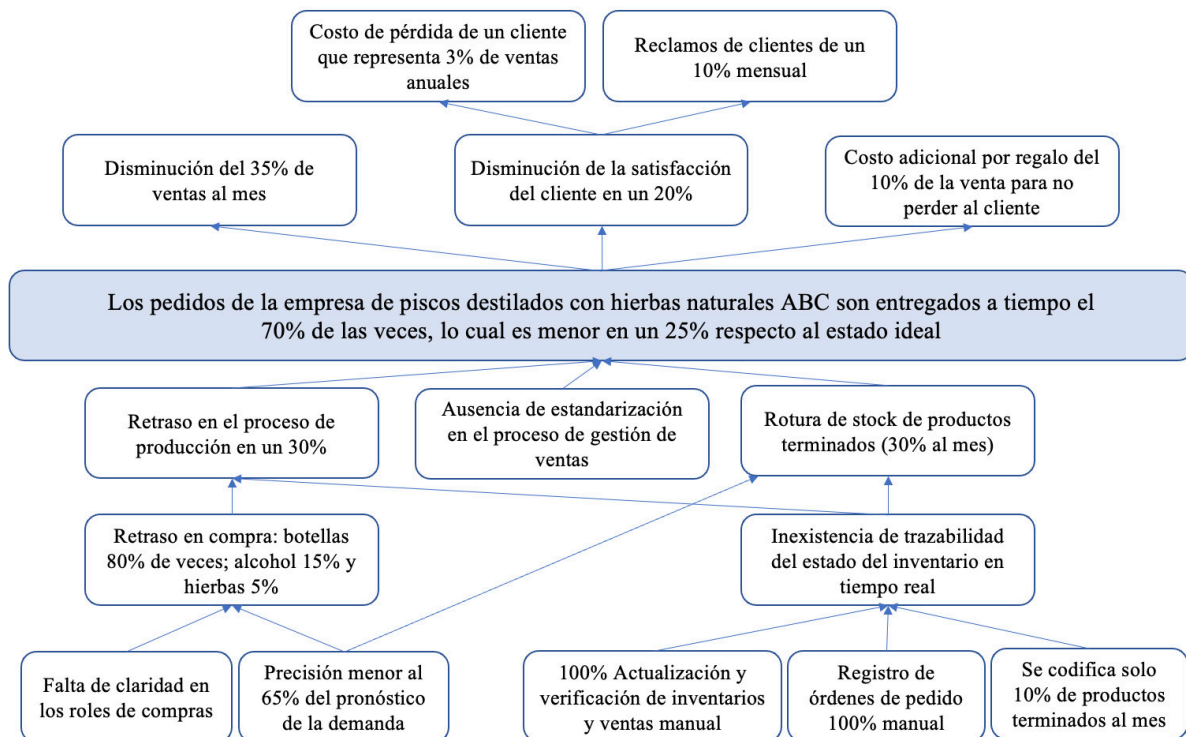 Costo de pérdida de un cliente
que representa 3% de ventas
anuales
Reclamos de clientes de un
10% mensual
Disminución del 35% de
ventas al mes
Disminución de la satisfacción
del cliente en un 20%
Costo adicional por regalo del
10% de la venta para no
perder al cliente
Los pedidos de la empresa de piscos destilados con hierbas naturales ABC son entregados a tiempo el
70% de las veces, lo cual es menor en un 25% respecto al estado ideal
Retraso en el proceso de
producción en un 30%
Ausencia de estandarización
en el proceso de gestión de
ventas
Rotura de stock de productos
terminados (30% al mes)
Retraso en compra: botellas
80% de veces; alcohol 15% y
hierbas 5%
Inexistencia de trazabilidad
del estado del inventario en
tiempo real
Falta de claridad en
los roles de compras
Precisión menor al
65% del pronóstico
de la demanda
100% Actualización y
verificación de inventarios
y ventas manual
Registro de
órdenes de pedido
100% manual
Se codifica solo
10% de productos
terminados al mes